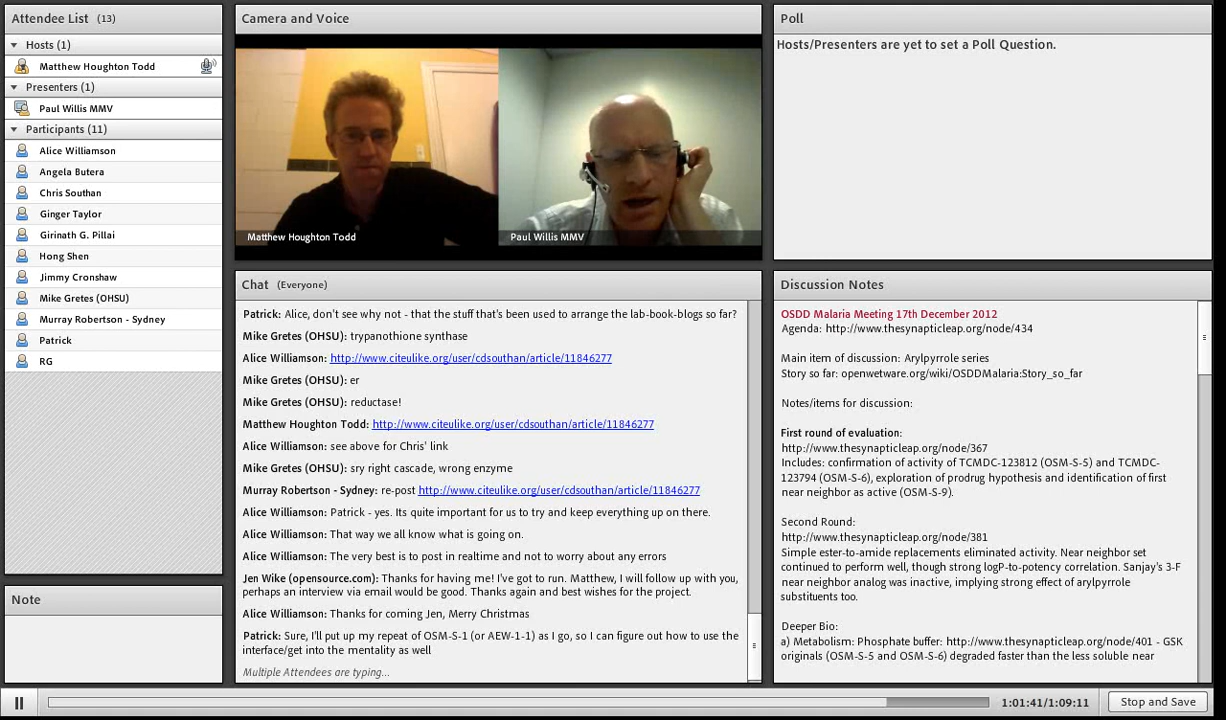 Attendee List (13)
Hosts (1)
Matthew Houghton Todd
Presenters (1)
Paul Willis MMV
Participants (11)
Alice Williamson
Angela Butera
Chris Southan
Ginger Taylor
Girinath G. Pillai
Hong Shen
Jimmy Cronshaw
Mike Gretes (OHSU)
Murray Robertson - Sydney
Patrick
RG
Note
Camera and Voice
Matthew Houghton Todd
Paul Willis MMV
Chat (Everyone)
Patrick: Alice, don't see why not - that the stuff that's been used to arrange the lab-book-blogs so far?
Mike Gretes (OHSU): trypanothione synthase
Alice Williamson: http://www.citeulike.org/user/cdsouthan/article/11846277
Mike Gretes (OHSU): er
Mike Gretes (OHSU): reductase!
Matthew Houghton Todd: http://www.citeulike.org/user/cdsouthan/article/11846277
Alice Williamson: see above for Chris' link
Mike Gretes (OHSU): sry right cascade, wrong enzyme
Murray Robertson - Sydney: re-post http://www.citeulike.org/user/cdsouthan/article/11846277
Alice Williamson: Patrick - yes. Its quite important for us to try and keep everything up on there.
Alice Williamson: That way we all know what is going on.
Alice Williamson: The very best is to post in realtime and not to worry about any errors
Jen Wike (opensource.com): Thanks for having me! I've got to run. Matthew, I will follow up with you,
perhaps an interview via email would be good. Thanks again and best wishes for the project.
Alice Williamson: Thanks for coming Jen, Merry Christmas
Patrick: Sure, I'll put up my repeat of OSM-S-1 (or AEW-1-1) as I go, so I can figure out how to use the
interface/get into the mentality as well
Multiple Attendees are typing...
Poll
Hosts/Presenters are yet to set a Poll Question.
Discussion Notes
OSDD Malaria Meeting 17th December 2012
Agenda: http://www.thesynapticleap.org/node/434
Main item of discussion: Arylpyrrole series
Story so far: openwetware.org/wiki/OSDDMalaria:Story_so_far
Notes/items for discussion:
First round of evaluation:
http://www.thesynapticleap.org/node/367
Includes: confirmation of activity of TCMDC-123812 (OSM-S-5) and TCMDC-
123794 (OSM-S-6), exploration of prodrug hypothesis and identification of first
near neighbor as active (OSM-S-9).
Second Round:
http://www.thesynapticleap.org/node/381
Simple ester-to-amide replacements eliminated activity. Near neighbor set
continued to perform well, though strong logP-to-potency correlation. Sanjay's 3-F
near neighbor analog was inactive, implying strong effect of arylpyrrole
substituents too.
Deeper Bio:
a) Metabolism: Phosphate buffer: http://www.thesynapticleap.org/node/401 - GSK
originals (OSM-S-5 and OSM-S-6) degraded faster than the less soluble near
1:01:41/1:09:11
Stop and Save